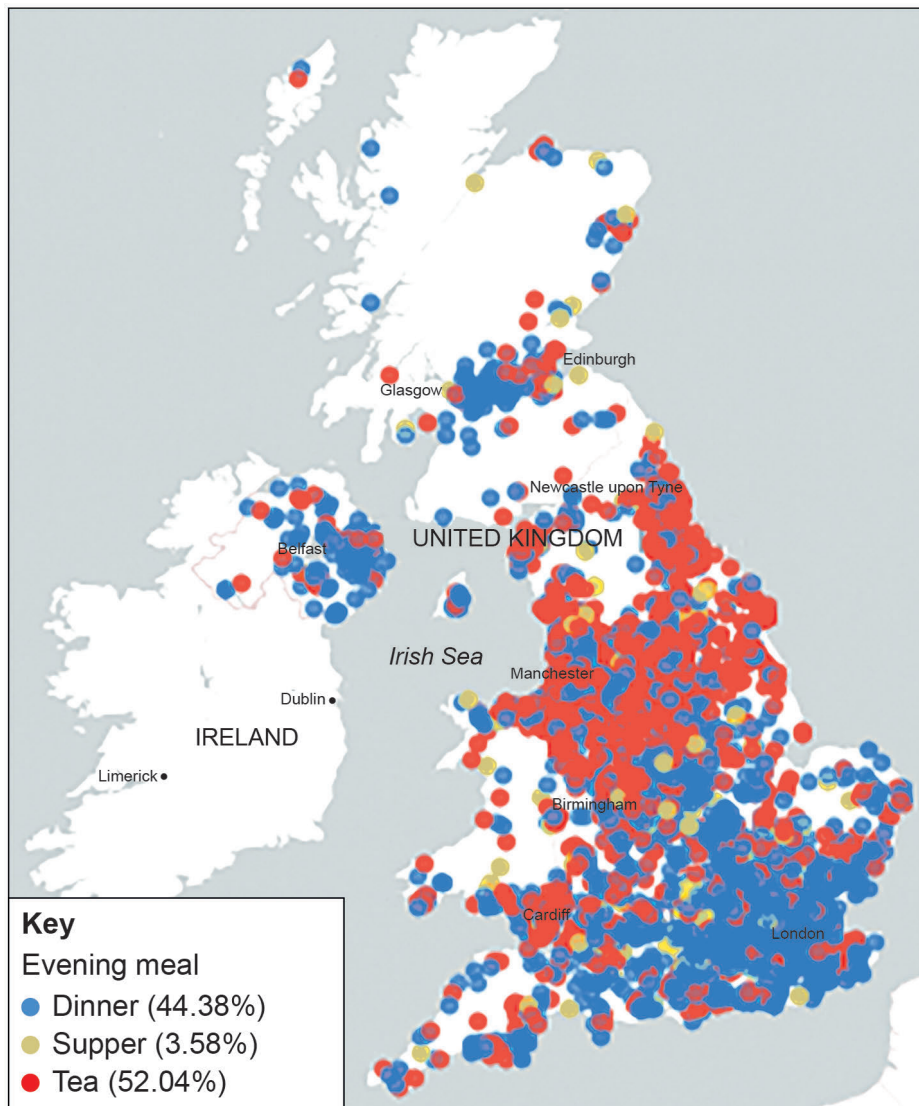 Edinburgh
Glasgow
Newcastle upon Tyne
UNITED KINGDOM
Belfast
Irish Sea
Manchester
Dublin
IRELAND
Limerick
Birmingham
Cardiff
London
Key
Evening meal
Dinner (44.38%)
Supper (3.58%)
Tea (52.04%)